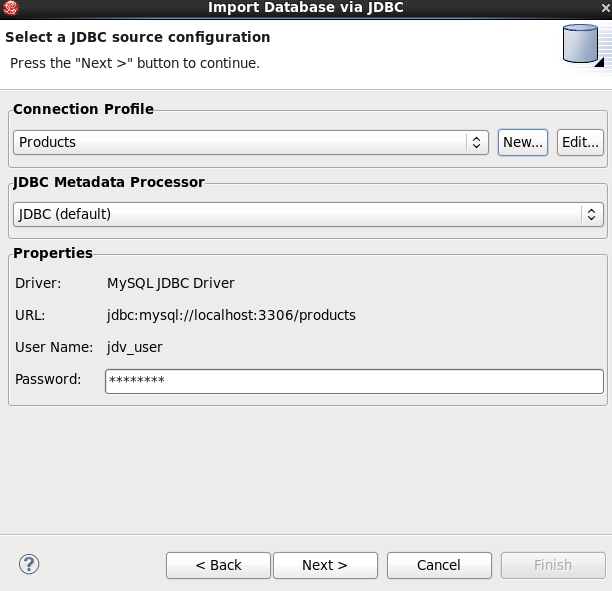 Import Database via JDBC
Select a JDBC source configuration
Press the "Next >" button to continue.
Connection Profile
Products New... Edit...
JDBC Metadata Processor
JDBC (default)
Properties
Driver: MySQL JDBC Driver
URL: jdbc:mysql://localhost:3306/products
User Name: jdv_user
Password: ********
? < Back Next > Cancel Finish